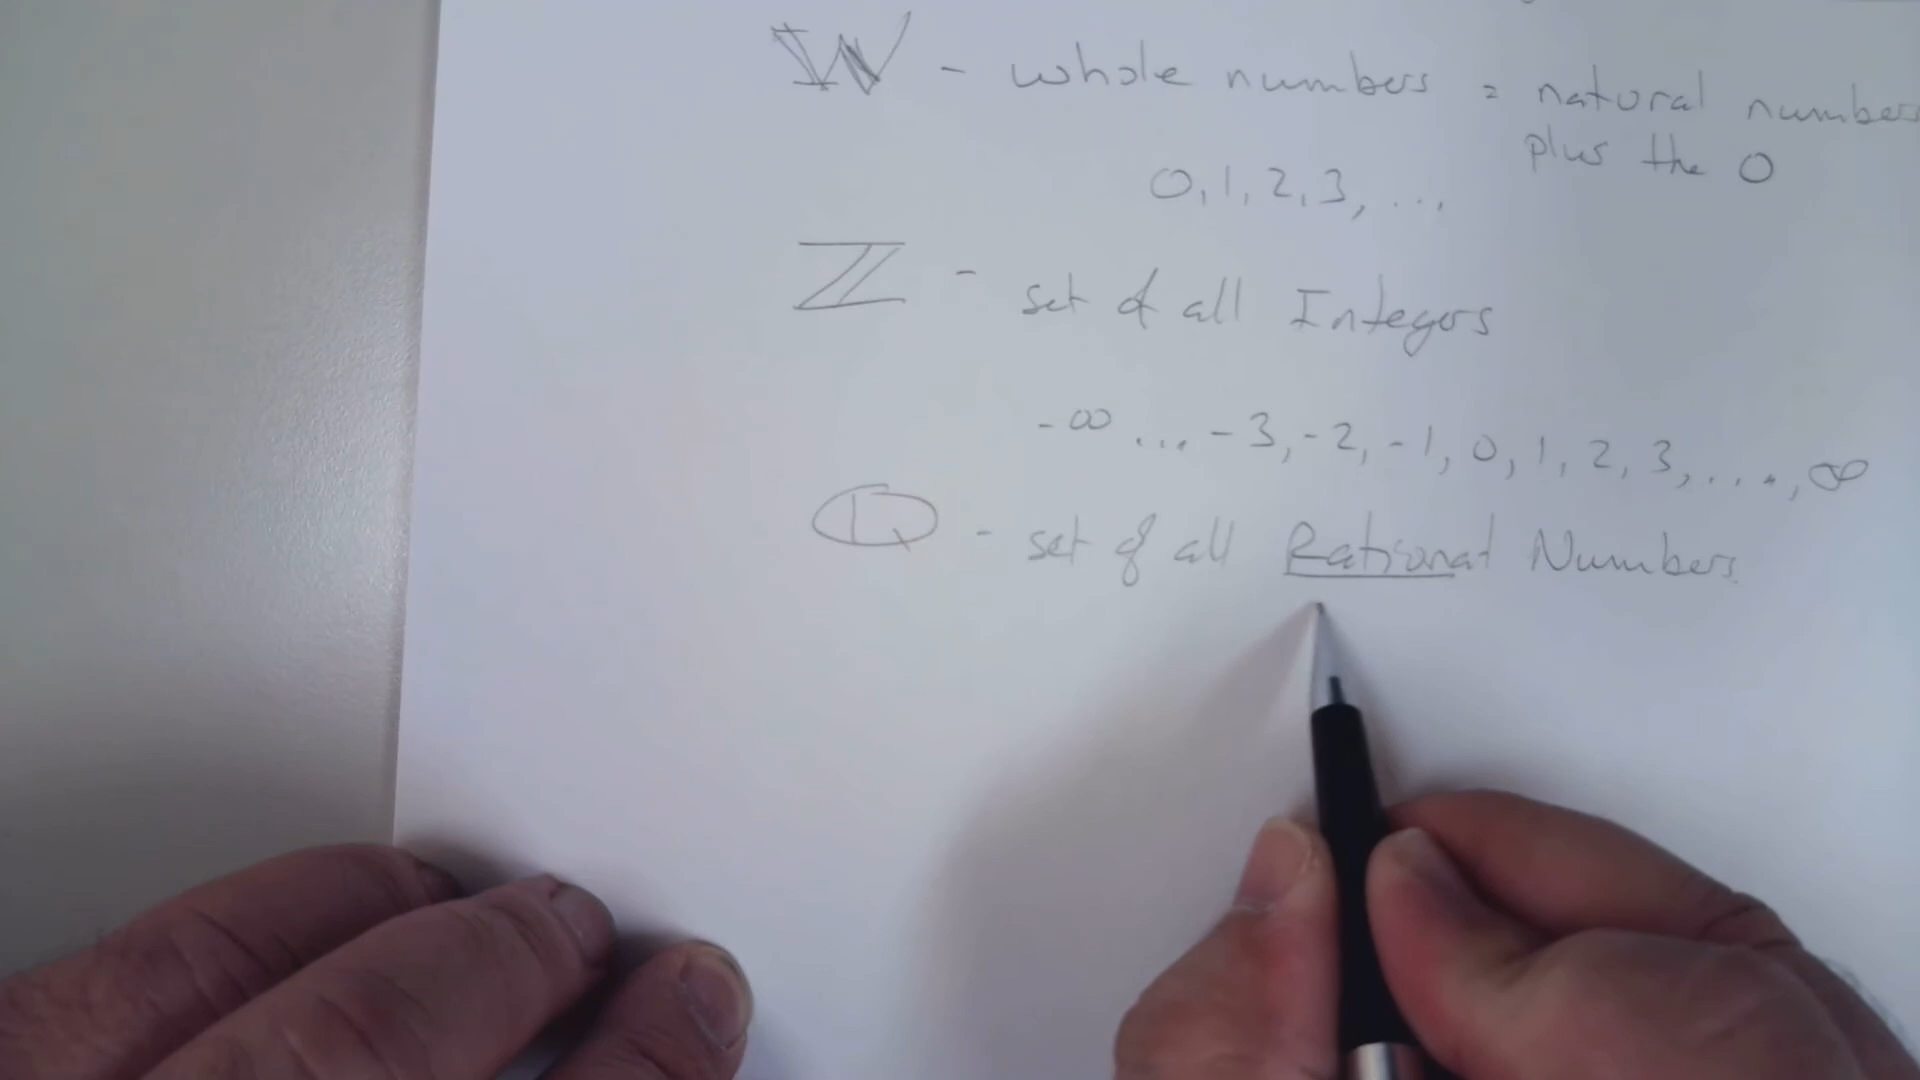 𝕎 - whole numbers = natural numbers
plus the 0
0, 1, 2, 3, ...
ℤ - set of all Integers
-∞ ... -3, -2, -1, 0, 1, 2, 3, ...., ∞
ℚ - set of all Rational Numbers